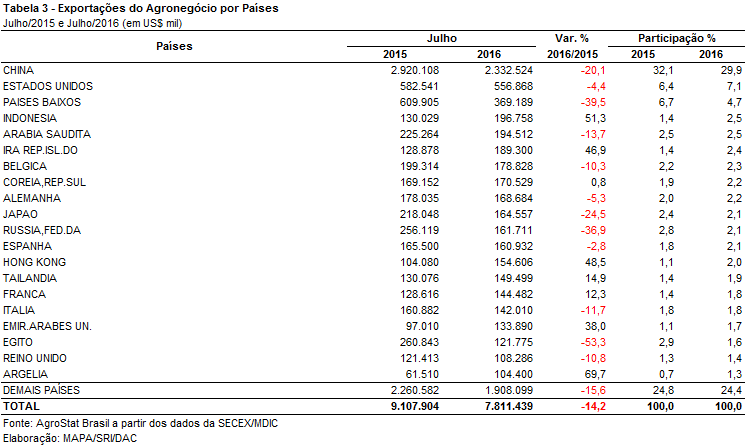 Tabela 3 - Exportações do Agronegócio por Países
Julho/2015 e Julho/2016 (em US$ mil)
Países Julho Var. % Participação %
2015 2016 2016/2015 2015 2016
CHINA 2.920.108 2.332.524 -20,1 32,1 29,9
ESTADOS UNIDOS 582.541 556.868 -4,4 6,4 7,1
PAISES BAIXOS 609.905 369.189 -39,5 6,7 4,7
INDONESIA 130.029 196.758 51,3 1,4 2,5
ARABIA SAUDITA 225.264 194.512 -13,7 2,5 2,5
IRA REP.ISL.DO 128.878 189.300 46,9 1,4 2,4
BELGICA 199.314 178.828 -10,3 2,2 2,3
COREIA,REP.SUL 169.152 170.529 0,8 1,9 2,2
ALEMANHA 178.035 168.684 -5,3 2,0 2,2
JAPAO 218.048 164.557 -24,5 2,4 2,1
RUSSIA,FED.DA 256.119 161.711 -36,9 2,8 2,1
ESPANHA 165.500 160.932 -2,8 1,8 2,1
HONG KONG 104.080 154.606 48,5 1,1 2,0
TAILANDIA 130.076 149.499 14,9 1,4 1,9
FRANCA 128.616 144.482 12,3 1,4 1,8
ITALIA 160.882 142.010 -11,7 1,8 1,8
EMIR.ARABES UN. 97.010 133.890 38,0 1,1 1,7
EGITO 260.843 121.775 -53,3 2,9 1,6
REINO UNIDO 121.413 108.286 -10,8 1,3 1,4
ARGELIA 61.510 104.400 69,7 0,7 1,3
DEMAIS PAÍSES 2.260.582 1.908.099 -15,6 24,8 24,4
TOTAL 9.107.904 7.811.439 -14,2 100,0 100,0
Fonte: AgroStat Brasil a partir dos dados da SECEX/MDIC
Elaboração: MAPA/SRI/DAC